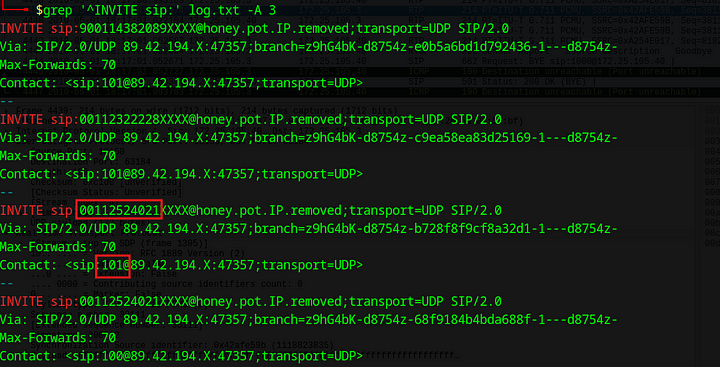 $grep '^INVITE sip:' log.txt -A 3
INVITE sip:900114382089XXXX@honey.pot.IP.removed;transport=UDP SIP/2.0
Via: SIP/2.0/UDP 89.42.194.X:47357;branch=z9hG4bK-d8754z-e0b5a6bd1d792436-1---d8754z-
Max-Forwards: 70
Contact: <sip:101@89.42.194.X:47357;transport=UDP>
--
INVITE sip:00112322228XXXX@honey.pot.IP.removed;transport=UDP SIP/2.0
Via: SIP/2.0/UDP 89.42.194.X:47357;branch=z9hG4bK-d8754z-c9ea58ea83d25169-1---d8754z-
Max-Forwards: 70
Contact: <sip:101@89.42.194.X:47357;transport=UDP>
--
INVITE sip:00112524021XXXX@honey.pot.IP.removed;transport=UDP SIP/2.0
Via: SIP/2.0/UDP 89.42.194.X:47357;branch=z9hG4bK-d8754z-b728f8f9cf8a32d1-1---d8754z-
Max-Forwards: 70
Contact: <sip:101@89.42.194.X:47357;transport=UDP>
--
INVITE sip:00112524021XXXX@honey.pot.IP.removed;transport=UDP SIP/2.0
Via: SIP/2.0/UDP 89.42.194.X:47357;branch=z9hG4bK-d8754z-68f9184b4bda688f-1---d8754z-
Max-Forwards: 70
Contact: <sip:100@89.42.194.X:47357;transport=UDP>